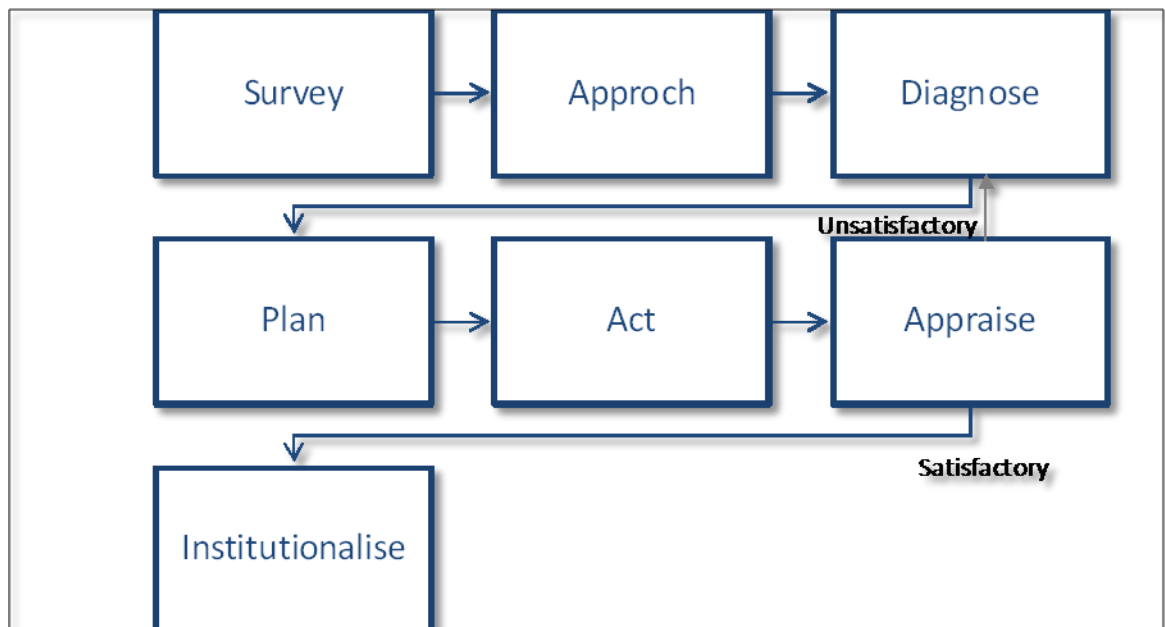 Survey
Approch
Diagnose
Unsatisfactory
Plan
Act
Appraise
Satisfactory
Institutionalise